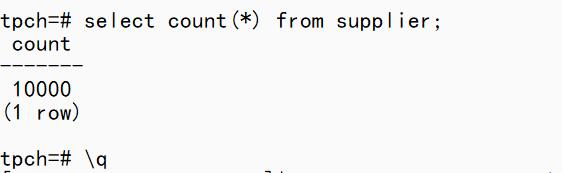 tpch=# select count(*) from supplier;
 count
-------
 10000
(1 row)

tpch=# \q